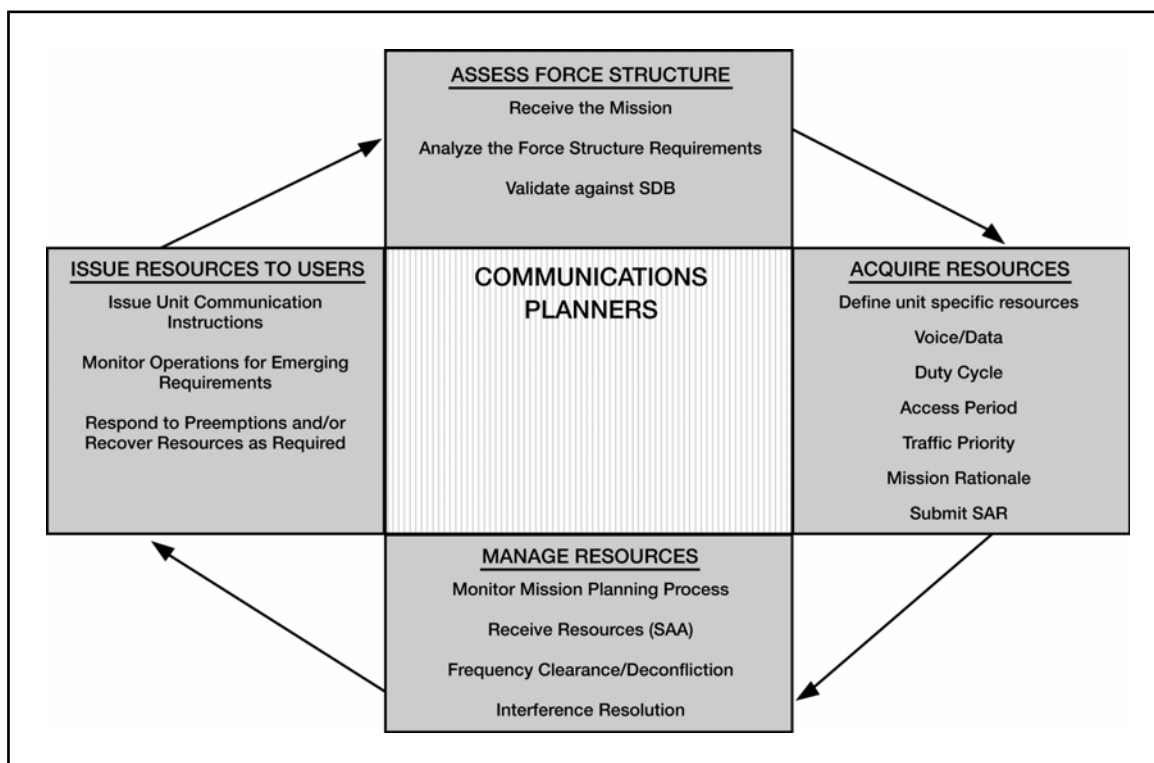 ASSESS FORCE STRUCTURE
Receive the Mission
Analyze the Force Structure Requirements
Validate against SDB
ISSUE RESOURCES TO USERS
Issue Unit Communication
Instructions
Monitor Operations for Emerging
Requirements
Respond to Preemptions and/or
Recover Resources as Required
COMMUNICATIONS
PLANNERS
ACQUIRE RESOURCES
Define unit specific resources
Voice/Data
Duty Cycle
Access Period
Traffic Priority
Mission Rationale
Submit SAR
MANAGE RESOURCES
Monitor Mission Planning Process
Receive Resources (SAA)
Frequency Clearance/Deconfliction
Interference Resolution